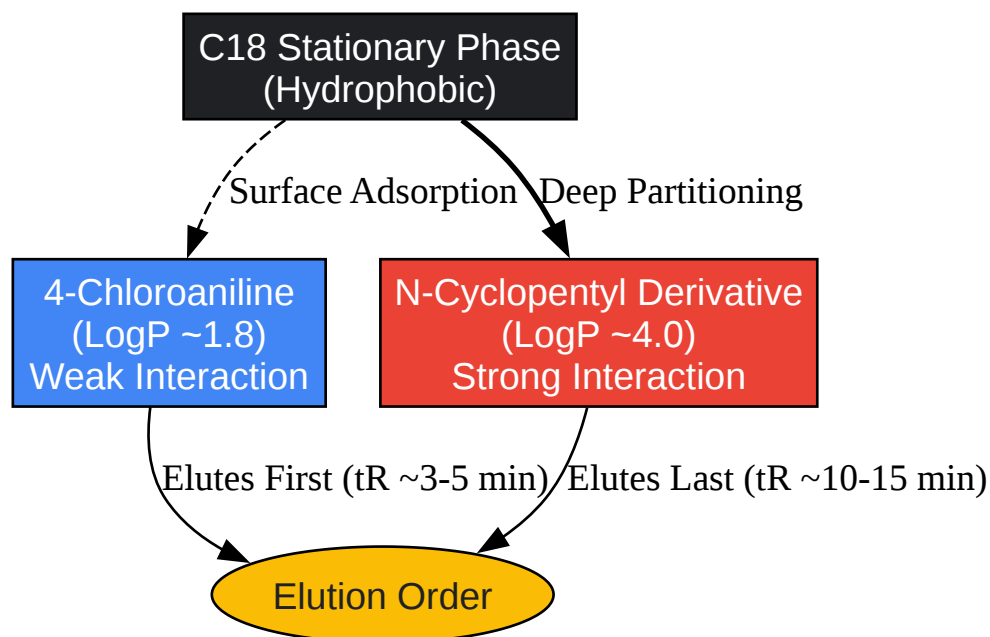 C18 Stationary Phase
(Hydrophobic)
Surface Adsorption
Deep Partitioning
4-Chloroaniline
(LogP ~1.8)
Weak Interaction
N-Cyclopentyl Derivative
(LogP ~4.0)
Strong Interaction
Elutes First (tR ~3-5 min)
Elutes Last (tR ~10-15 min)
Elution Order